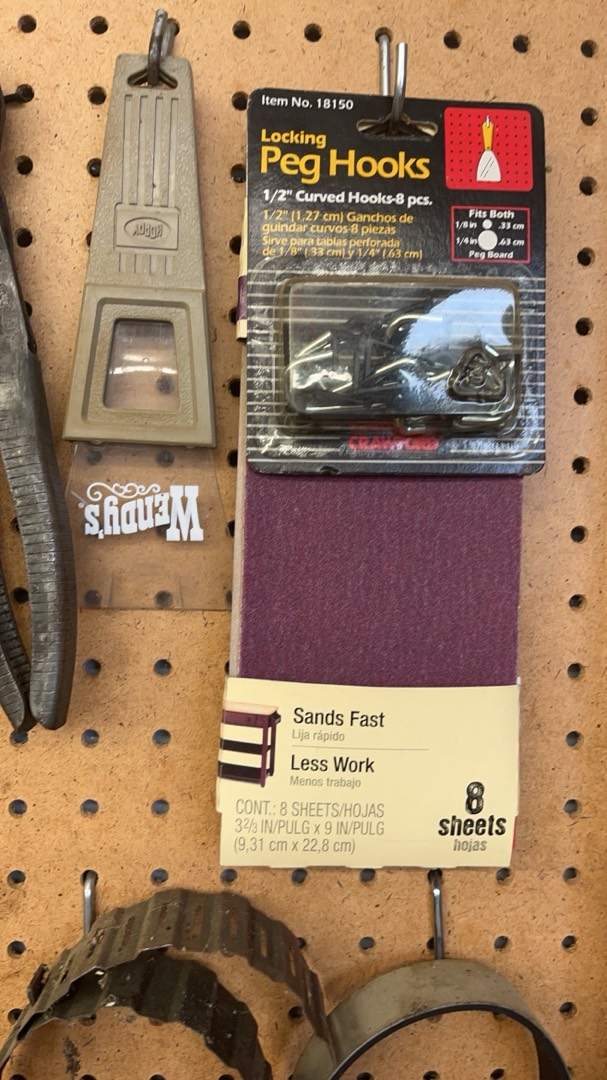 Item No. 18150
Locking
Peg Hooks
1/2" Curved Hooks-8 pcs.
1/2" (1.27 cm) Ganchos de
guindar curvos-8 piezas
Sirve para tablas perforada
de 1/8" (.33 cm) y 1/4" (.63 cm)
Fits Both
1/8 in .33 cm
1/4 in .63 cm
Peg Board
Wendy's
Sands Fast
Lija rápido
Less Work
Menos trabajo
CONT.: 8 SHEETS/HOJAS
3 2/3 IN/PULG x 9 IN/PULG
(9,31 cm x 22,8 cm)
8
sheets
hojas